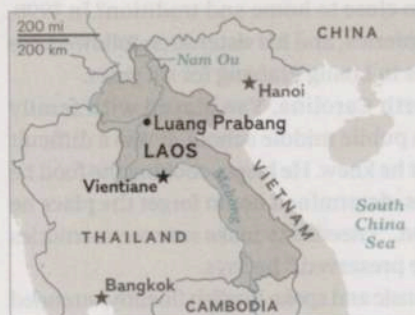 200 mi
200 km
CHINA
Nam Ou
Hanoi
Luang Prabang
LAOS
Vientiane
Mekong
VIETNAM
South
China
Sea
THAILAND
Bangkok
CAMBODIA